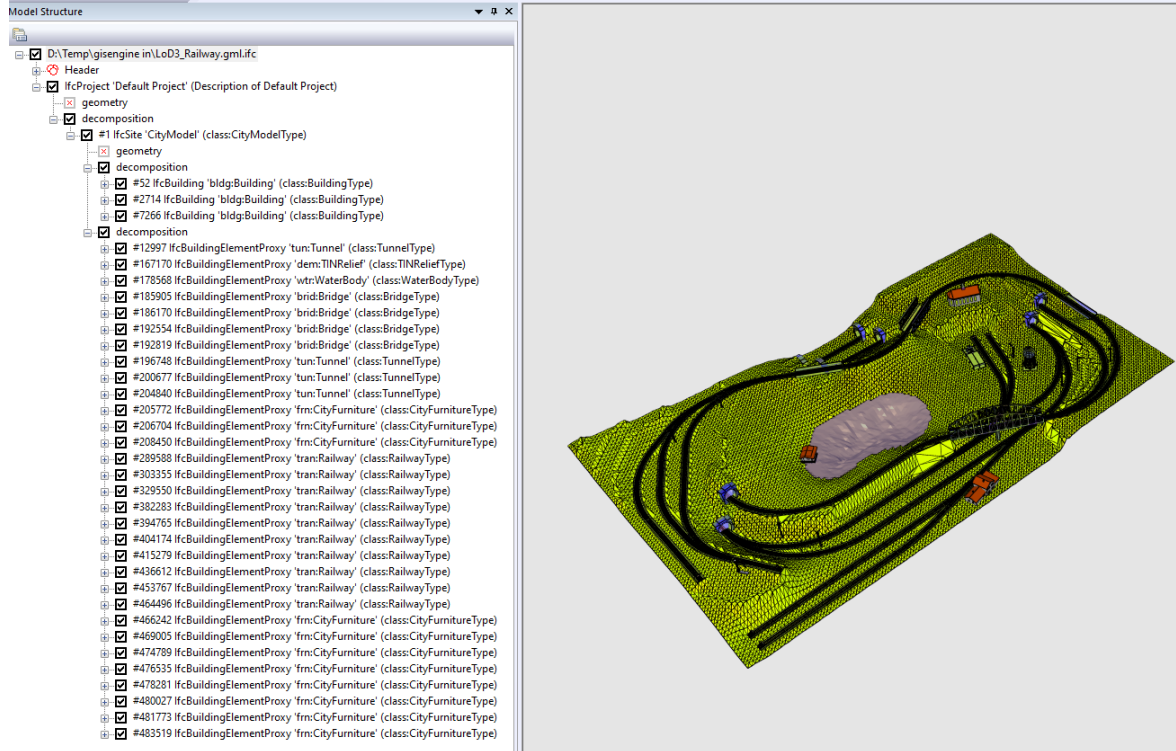 Model Structure
D:\Temp\gisengine in\LoD3_Railway.gml.ifc
Header
IfcProject 'Default Project' (Description of Default Project)
geometry
decomposition
#1 IfcSite 'CityModel' (class:CityModelType)
geometry
decomposition
#52 IfcBuilding 'bldg:Building' (class:BuildingType)
#2714 IfcBuilding 'bldg:Building' (class:BuildingType)
#7266 IfcBuilding 'bldg:Building' (class:BuildingType)
decomposition
#12997 IfcBuildingElementProxy 'tun:Tunnel' (class:TunnelType)
#167170 IfcBuildingElementProxy 'dem:TINRelief' (class:TINReliefType)
#178568 IfcBuildingElementProxy 'wtr:WaterBody' (class:WaterBodyType)
#185905 IfcBuildingElementProxy 'brid:Bridge' (class:BridgeType)
#186170 IfcBuildingElementProxy 'brid:Bridge' (class:BridgeType)
#192554 IfcBuildingElementProxy 'brid:Bridge' (class:BridgeType)
#192819 IfcBuildingElementProxy 'brid:Bridge' (class:BridgeType)
#196748 IfcBuildingElementProxy 'tun:Tunnel' (class:TunnelType)
#200677 IfcBuildingElementProxy 'tun:Tunnel' (class:TunnelType)
#204840 IfcBuildingElementProxy 'tun:Tunnel' (class:TunnelType)
#205772 IfcBuildingElementProxy 'frn:CityFurniture' (class:CityFurnitureType)
#206704 IfcBuildingElementProxy 'frn:CityFurniture' (class:CityFurnitureType)
#208450 IfcBuildingElementProxy 'frn:CityFurniture' (class:CityFurnitureType)
#289588 IfcBuildingElementProxy 'tran:Railway' (class:RailwayType)
#303355 IfcBuildingElementProxy 'tran:Railway' (class:RailwayType)
#329550 IfcBuildingElementProxy 'tran:Railway' (class:RailwayType)
#382283 IfcBuildingElementProxy 'tran:Railway' (class:RailwayType)
#394765 IfcBuildingElementProxy 'tran:Railway' (class:RailwayType)
#404174 IfcBuildingElementProxy 'tran:Railway' (class:RailwayType)
#415279 IfcBuildingElementProxy 'tran:Railway' (class:RailwayType)
#436612 IfcBuildingElementProxy 'tran:Railway' (class:RailwayType)
#453767 IfcBuildingElementProxy 'tran:Railway' (class:RailwayType)
#464496 IfcBuildingElementProxy 'tran:Railway' (class:RailwayType)
#466242 IfcBuildingElementProxy 'frn:CityFurniture' (class:CityFurnitureType)
#469005 IfcBuildingElementProxy 'frn:CityFurniture' (class:CityFurnitureType)
#474789 IfcBuildingElementProxy 'frn:CityFurniture' (class:CityFurnitureType)
#476535 IfcBuildingElementProxy 'frn:CityFurniture' (class:CityFurnitureType)
#478281 IfcBuildingElementProxy 'frn:CityFurniture' (class:CityFurnitureType)
#480027 IfcBuildingElementProxy 'frn:CityFurniture' (class:CityFurnitureType)
#481773 IfcBuildingElementProxy 'frn:CityFurniture' (class:CityFurnitureType)
#483519 IfcBuildingElementProxy 'frn:CityFurniture' (class:CityFurnitureType)